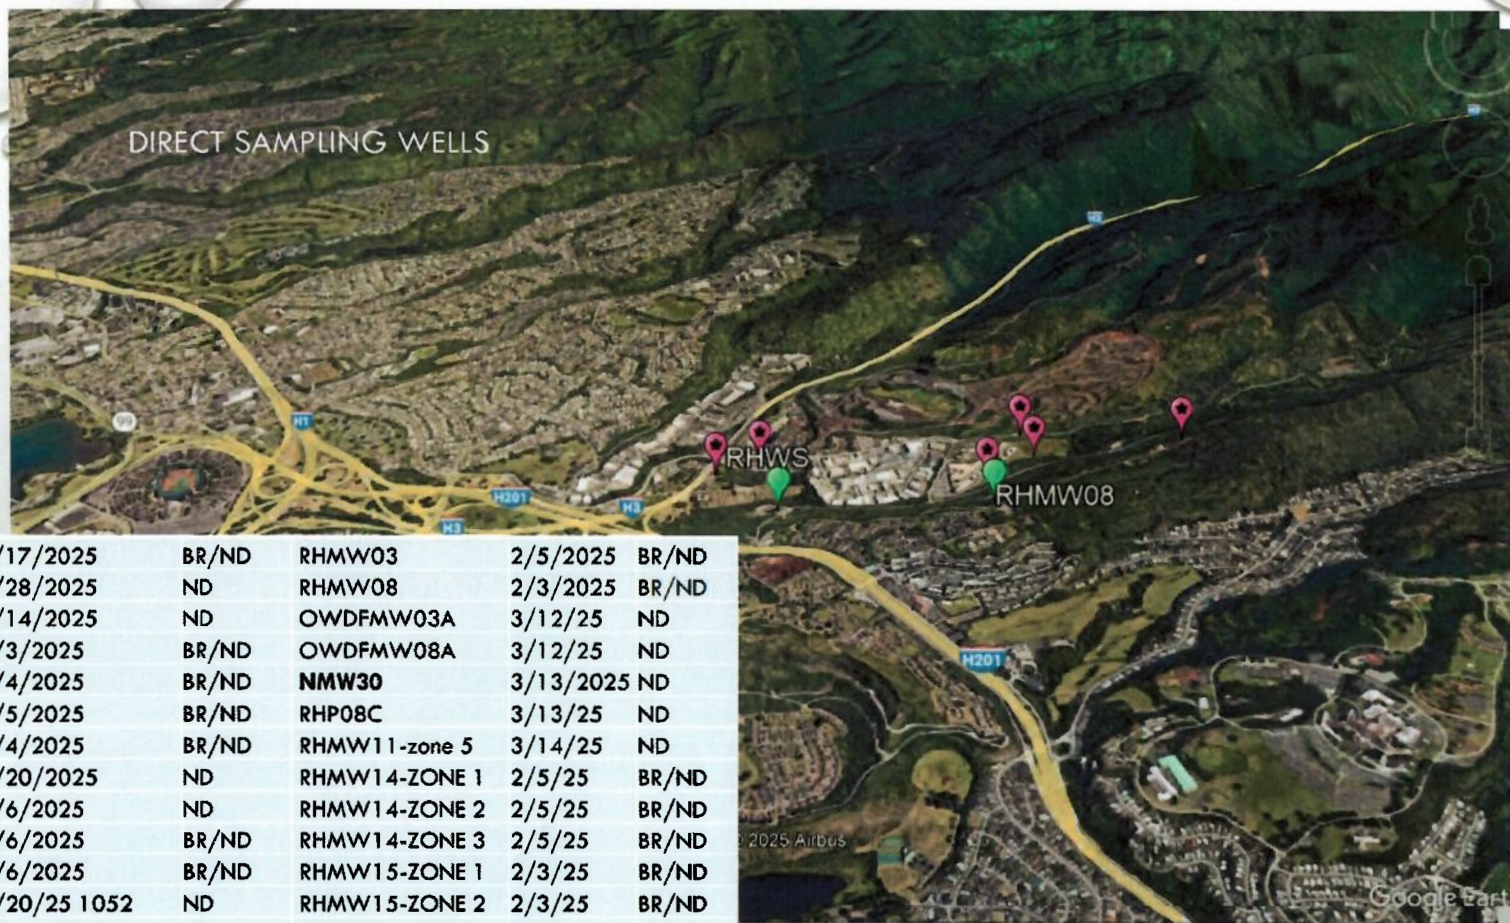 DIRECT SAMPLING WELLS
H3
H3
99
H1
RHWS
RHMW08
H201
H3
H3
/17/2025 BR/ND RHMW03 2/5/2025 BR/ND
/28/2025 ND RHMW08 2/3/2025 BR/ND
/14/2025 ND OWDFMW03A 3/12/25 ND
/3/2025 BR/ND OWDFMW08A 3/12/25 ND
/4/2025 BR/ND NMW30 3/13/2025 ND
/5/2025 BR/ND RHP08C 3/13/25 ND
/4/2025 BR/ND RHMW11-zone 5 3/14/25 ND
/20/2025 ND RHMW14-ZONE 1 2/5/25 BR/ND
/6/2025 ND RHMW14-ZONE 2 2/5/25 BR/ND
/6/2025 BR/ND RHMW14-ZONE 3 2/5/25 BR/ND
/6/2025 BR/ND RHMW15-ZONE 1 2/3/25 BR/ND
/20/25 1052 ND RHMW15-ZONE 2 2/3/25 BR/ND
H201
2025 Airbus
Google Ear